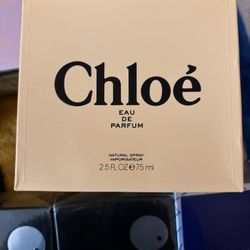 Chloé
EAU
DE
PARFUM
NATURAL SPRAY
VAPORISATEUR
2.5 FL OZ e 75 ml